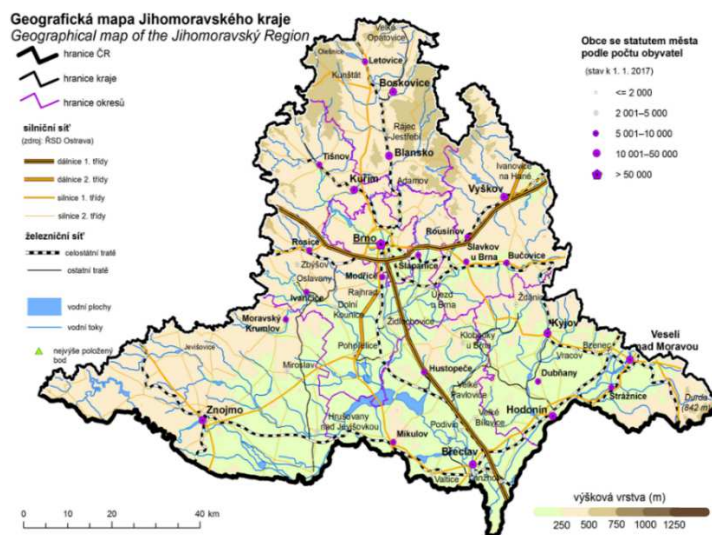 Geografická mapa Jihomoravského kraje
Geographical map of the Jihomoravský Region
hranice ČR
hranice kraje
hranice okresů
silniční síť
(zdroj: ŘSD Ostrava)
dálnice 1. třídy
dálnice 2. třídy
silnice 1. třídy
silnice 2. třídy
železniční síť
celostátní tratě
ostatní tratě
vodní plochy
vodní toky
nejvýše položený
bod
Obce se statutem města
podle počtu obyvatel
(stav k 1. 1. 2017)
<= 2 000
2 001–5 000
5 001–10 000
10 001–50 000
> 50 000
Velké
Opatovice
Olešnice
Letovice
Kunštát
Boskovice
Rájec
Jestřebí
Blansko
Tišnov
Adamov
Kuřim
Ivanovice
na Hané
Vyškov
Rousínov
Brno
Rosice
Slavkov
u Brna
Bučovice
Šlapanice
Zbýšov
Oslavany
Modřice
Ivančice
Rajhrad
Újezd
u Brna
Ždánice
Dolní
Kounice
Moravský
Krumlov
Židlochovice
Klobouky
u Brna
Kyjov
Veselí
nad Moravou
Jevišovice
Pohořelice
Miroslav
Vracov
Bzenec
Hustopeče
Dubňany
Velké
Pavlovice
Strážnice
Durda
(842 m)
Znojmo
Hrušovany
nad Jevišovkou
Podivín
Velké
Bílovice
Hodonín
Mikulov
Břeclav
Valtice
Lanžhot
0 10 20 40 km
výšková vrstva (m)
250 500 750 1000 1250